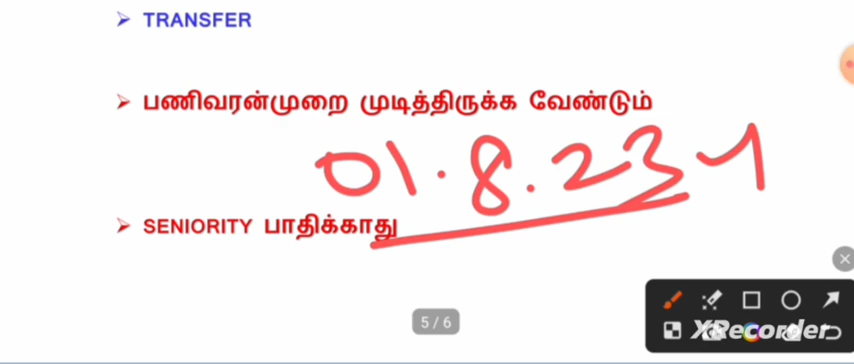 ➤ TRANSFER
➤ பணிவரன்முறை முடித்திருக்க வேண்டும்
01.8.23
➤ SENIORITY பாதிக்காது
5 / 6
XRecorder